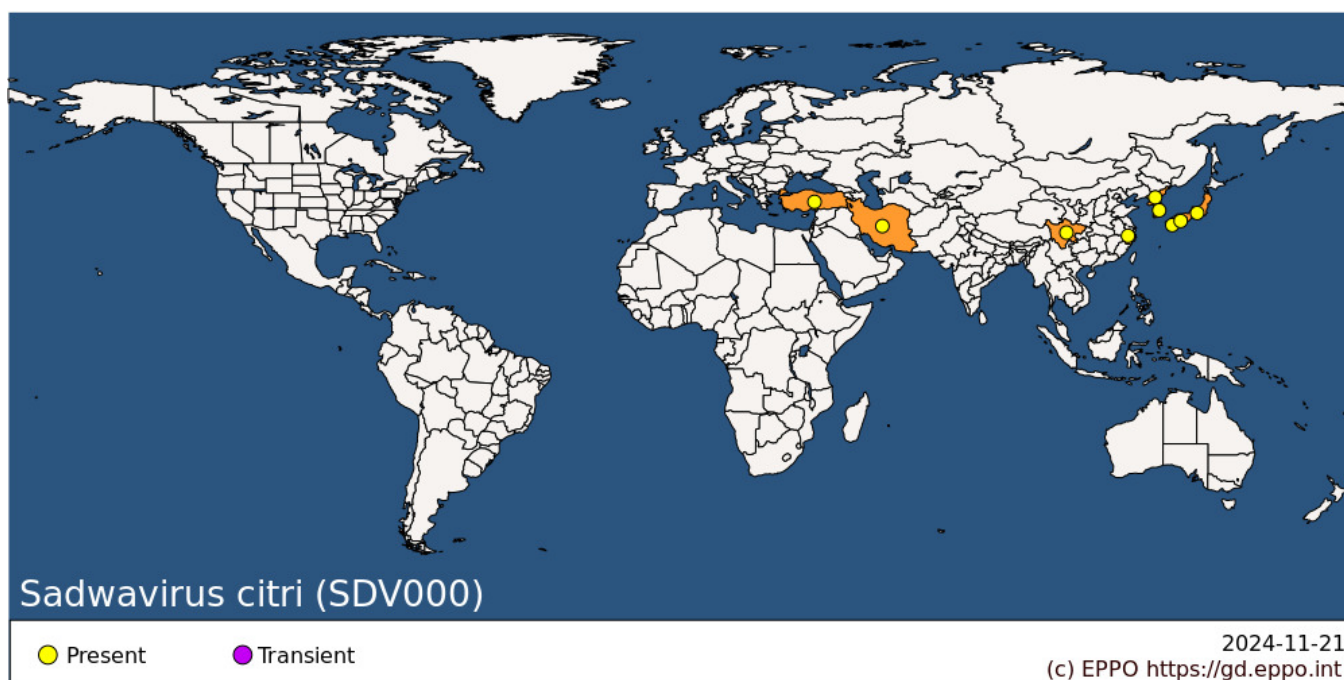 Sadwavirus citri (SDV000)
Present
Transient
2024-11-21
(c) EPPO https://gd.eppo.int